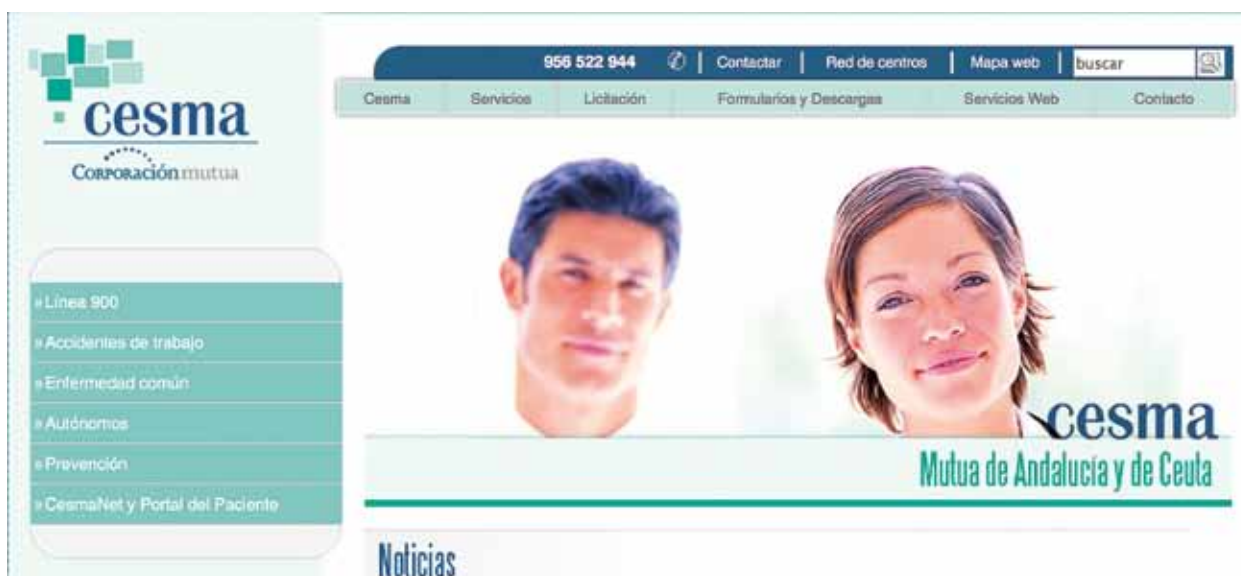 cesma
Corporación mutua
956 522 944 | Contactar | Red de centros | Mapa web | buscar
Cesma Servicios Licitación Formularios y Descargas Servicios Web Contacto
» Línea 900
» Accidentes de trabajo
» Enfermedad común
» Autónomos
» Prevención
» CesmaNet y Portal del Paciente
cesma
Mutua de Andalucía y de Ceuta
Noticias